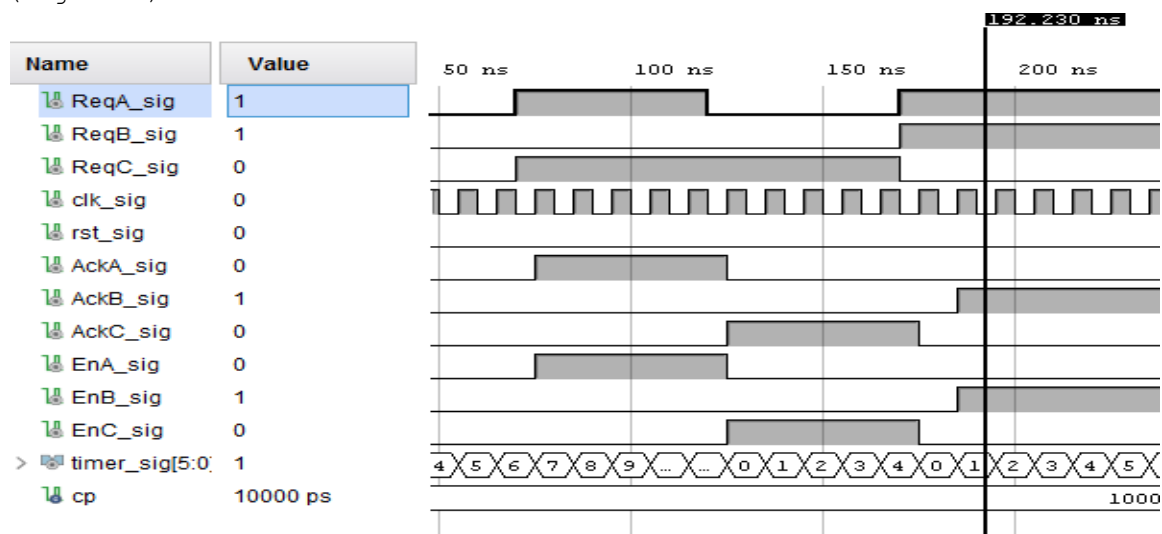 192.230 ns
Name Value 50 ns 100 ns 150 ns 200 ns
ReqA_sig 1
ReqB_sig 1
ReqC_sig 0
clk_sig 0
rst_sig 0
AckA_sig 0
AckB_sig 1
AckC_sig 0
EnA_sig 0
EnB_sig 1
EnC_sig 0
> timer_sig[5:0] 1 4 5 6 7 8 9 ... ... 0 1 2 3 4 0 1 2 3 4 5
cp 10000 ps 1000